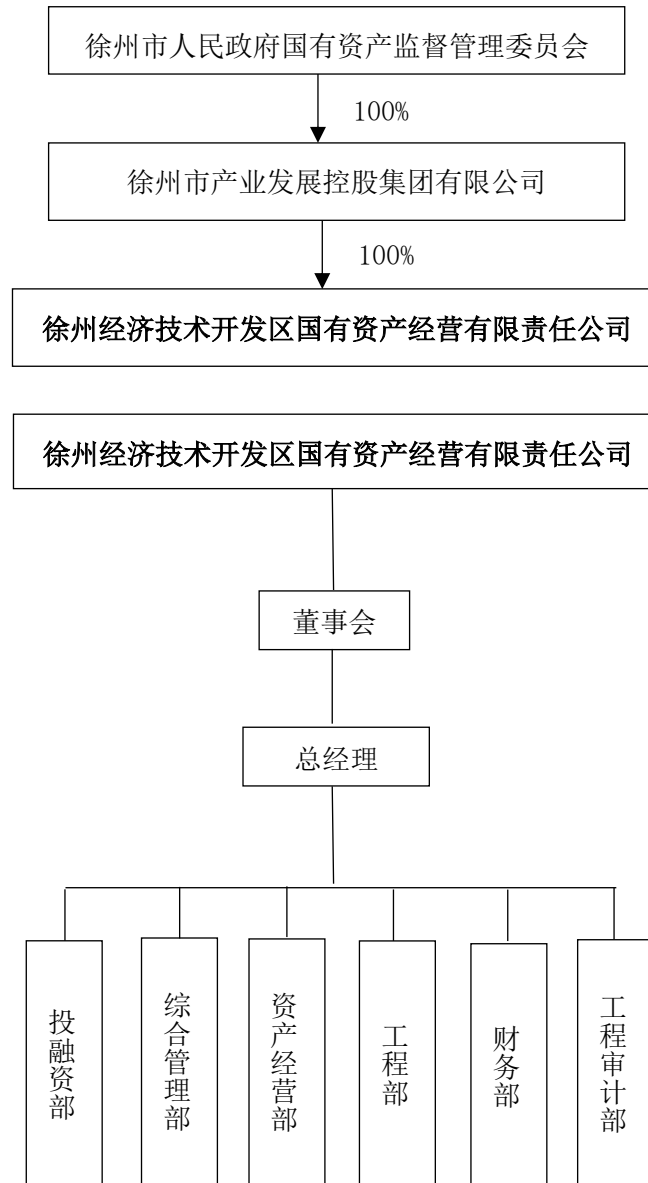 徐州市人民政府国有资产监督管理委员会
100%
徐州市产业发展控股集团有限公司
100%
徐州经济技术开发区国有资产经营有限责任公司
徐州经济技术开发区国有资产经营有限责任公司
董事会
总经理
投融资部
综合管理部
资产经营部
工程部
财务部
工程审计部